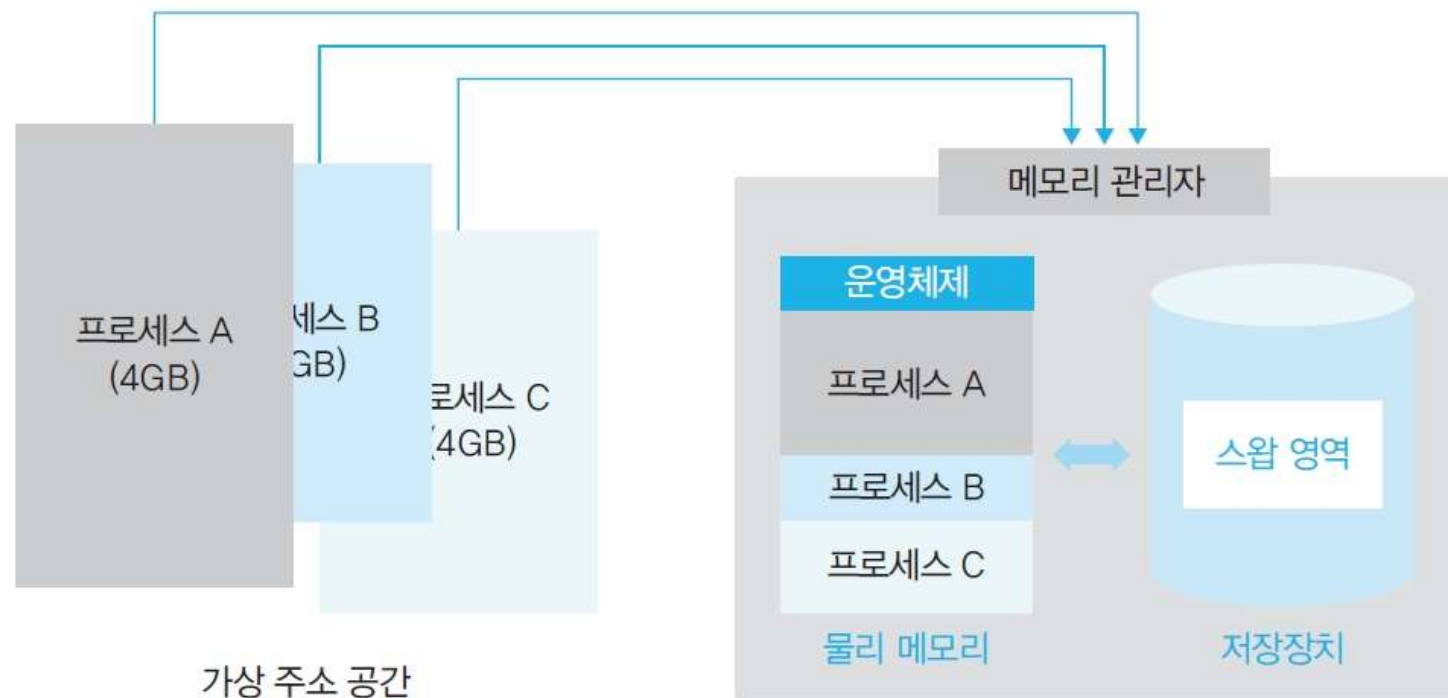 메모리 관리자
운영체제
프로세스 A
(4GB)
세스 B
GB)
로세스 C
(4GB)
프로세스 A
프로세스 B
프로세스 C
스왑 영역
물리 메모리
저장장치
가상 주소 공간